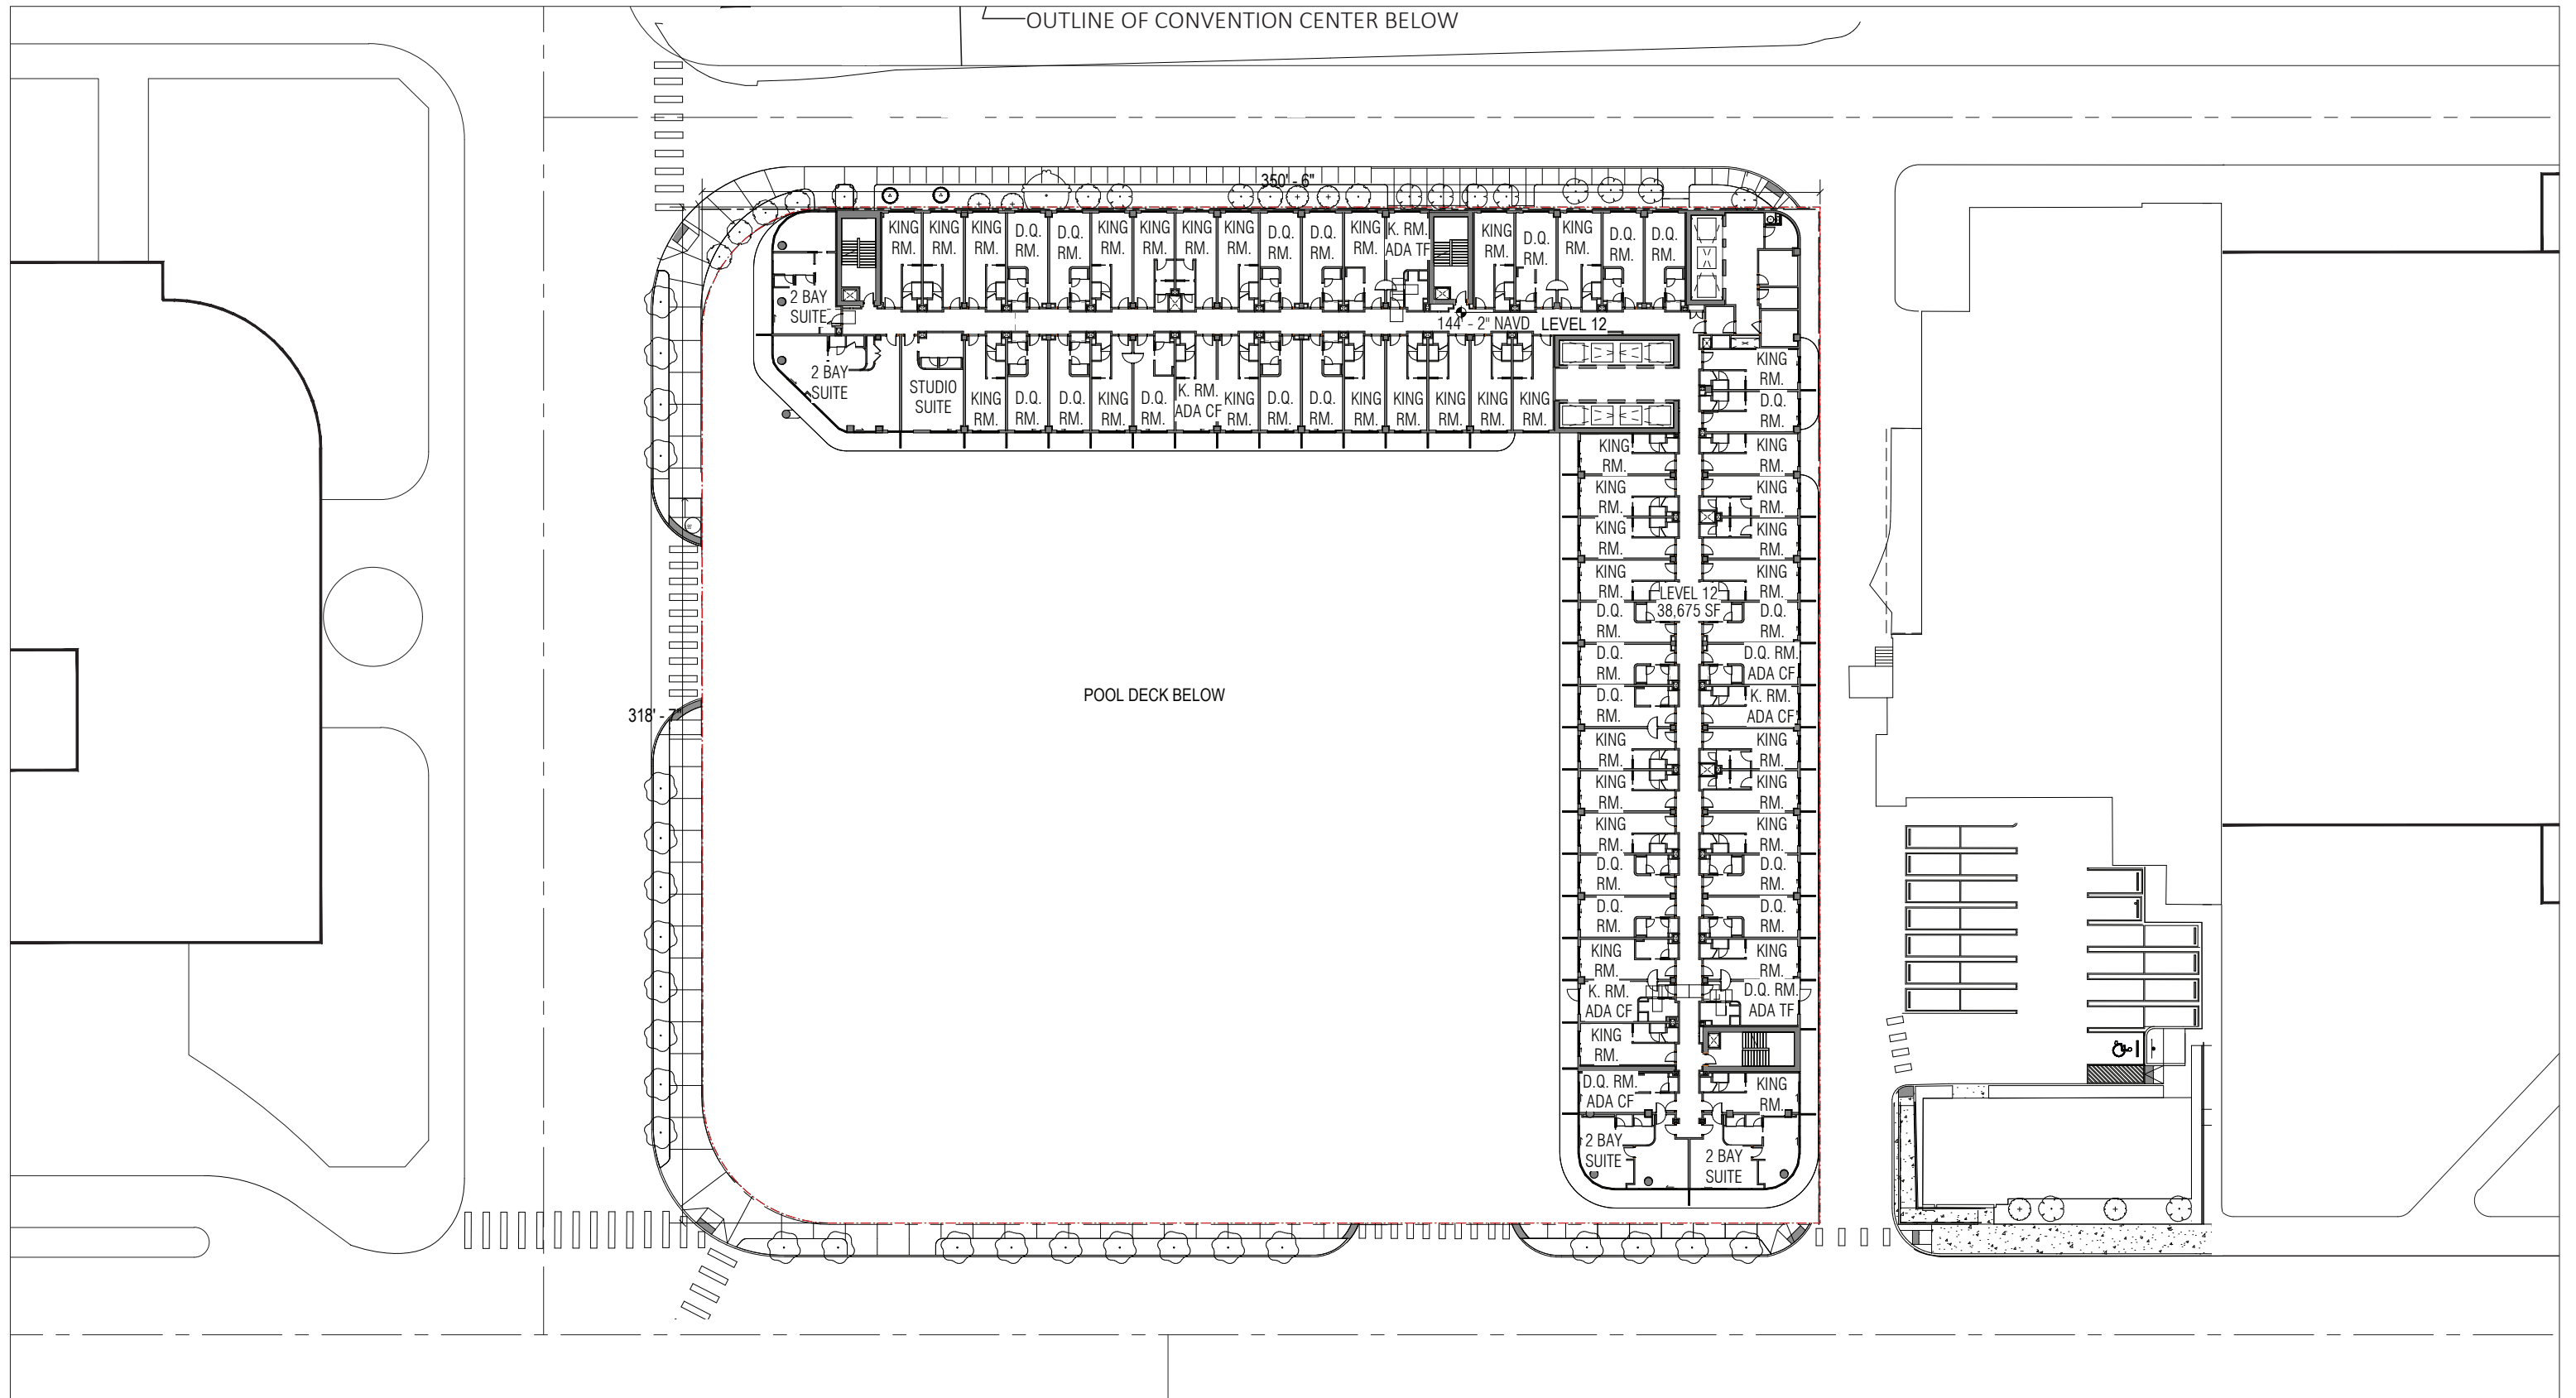 OUTLINE OF CONVENTION CENTER BELOW
350' - 6"
KING
RM.
KING
RM.
KING
RM.
D.Q.
RM.
D.Q.
RM.
KING
RM.
KING
RM.
KING
RM.
KING
RM.
D.Q.
RM.
D.Q.
RM.
KING
RM.
K. RM.
ADA TF
KING
RM.
D.Q.
RM.
KING
RM.
D.Q.
RM.
D.Q.
RM.
2 BAY
SUITE
144' - 2" NAVD LEVEL 12
2 BAY
SUITE
STUDIO
SUITE
KING
RM.
D.Q.
RM.
D.Q.
RM.
KING
RM.
D.Q.
RM.
K. RM.
ADA CF
KING
RM.
D.Q.
RM.
D.Q.
RM.
KING
RM.
KING
RM.
KING
RM.
KING
RM.
KING
RM.
KING
RM.
D.Q.
RM.
KING
RM.
KING
RM.
KING
RM.
KING
RM.
KING
RM.
KING
RM.
KING
RM.
KING
RM.
LEVEL 12
38,675 SF
D.Q.
RM.
D.Q.
RM.
D.Q.
RM.
D.Q. RM.
ADA CF
D.Q.
RM.
K. RM.
ADA CF
POOL DECK BELOW
318' - 7"
KING
RM.
KING
RM.
KING
RM.
KING
RM.
KING
RM.
KING
RM.
D.Q.
RM.
D.Q.
RM.
D.Q.
RM.
D.Q.
RM.
KING
RM.
KING
RM.
K. RM.
ADA CF
D.Q. RM.
ADA TF
KING
RM.
D.Q. RM.
ADA CF
KING
RM.
2 BAY
SUITE
2 BAY
SUITE